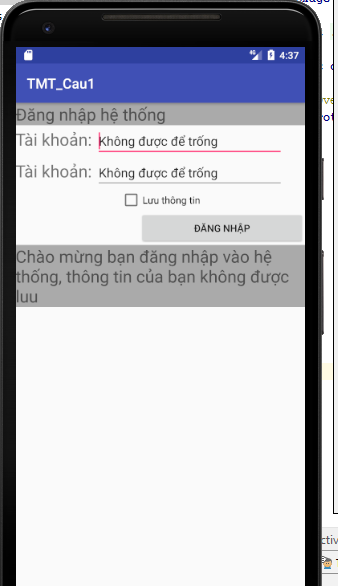 4G 4:37
TMT_Cau1
Đăng nhập hệ thống
Tài khoản: Không được để trống
Tài khoản: Không được để trống
Lưu thông tin
ĐĂNG NHẬP
Chào mừng bạn đăng nhập vào hệ
thống, thông tin của bạn không được
luu